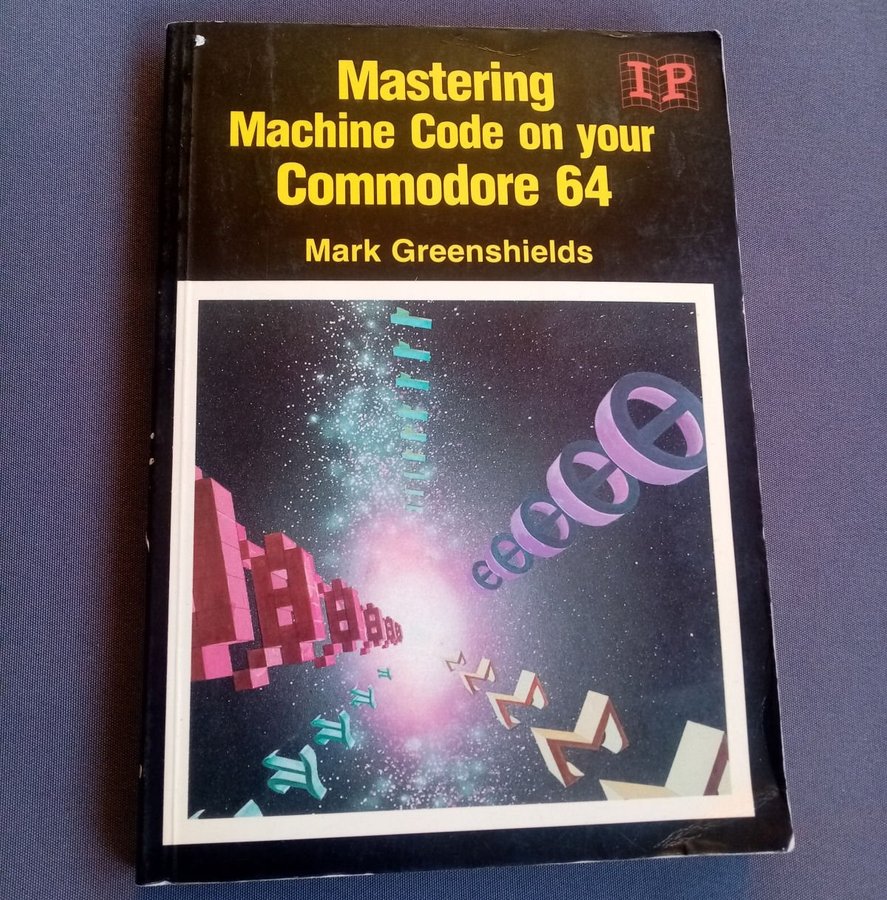 Mastering
IP
Machine Code on your
Commodore 64
Mark Greenshields